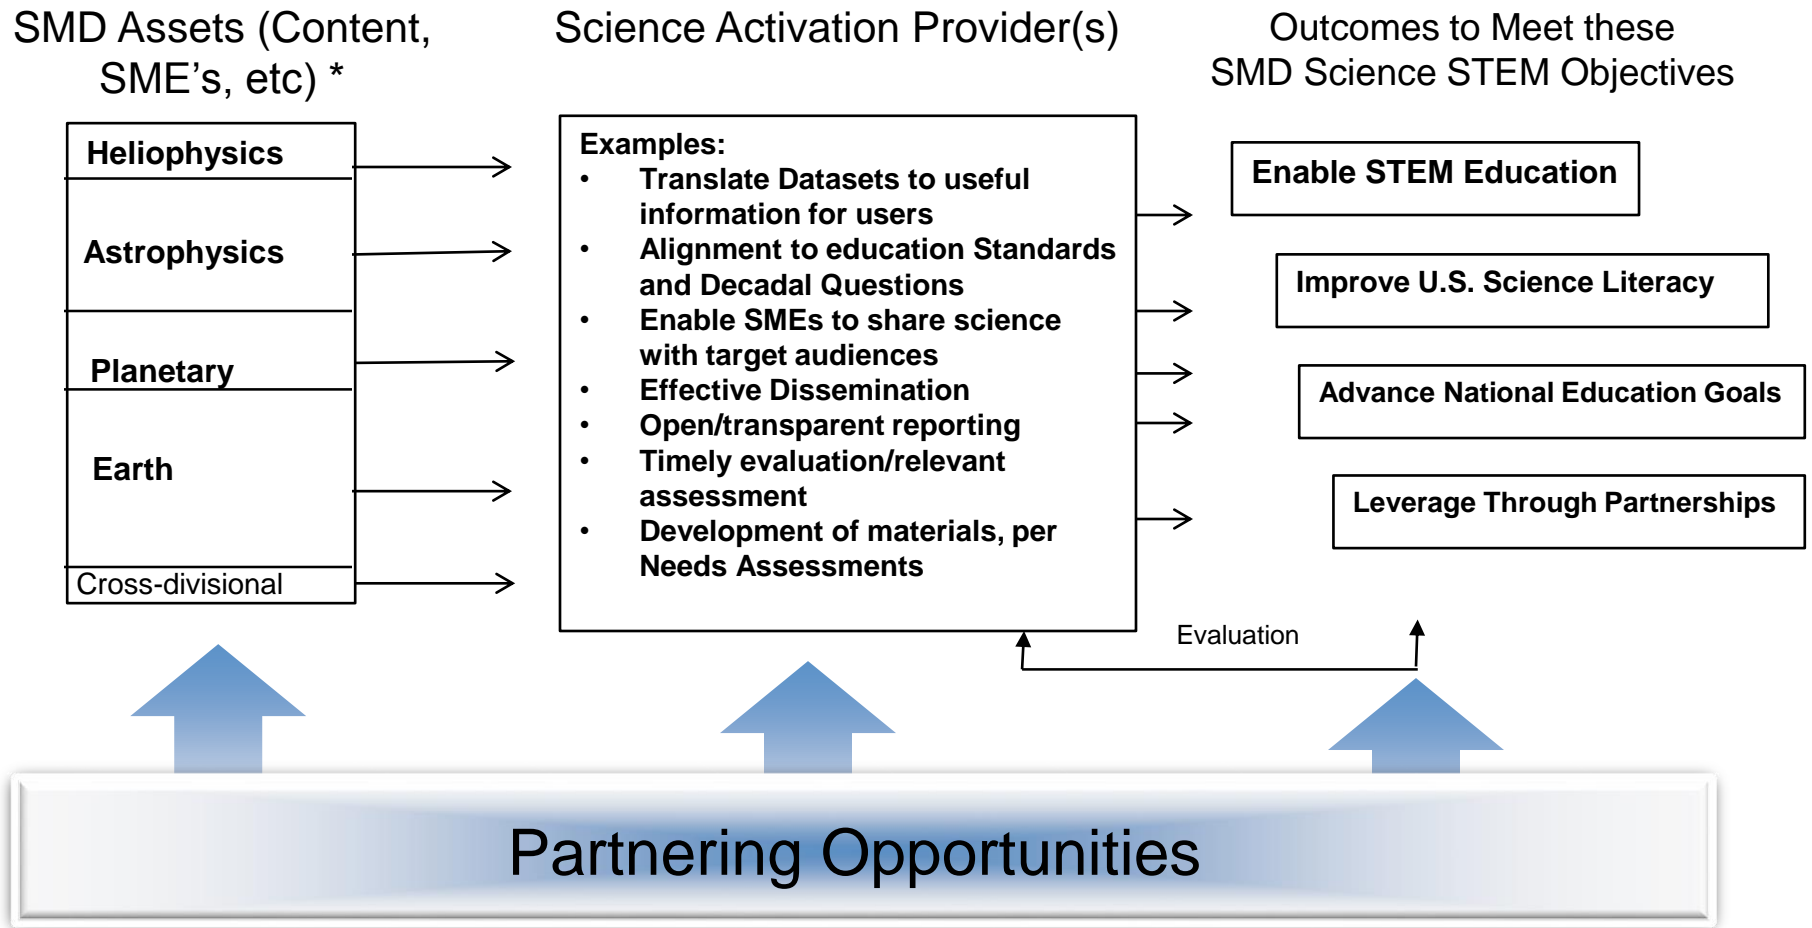 SMD Assets (Content,
SME’s, etc) *
Science Activation Provider(s)
Outcomes to Meet these
SMD Science STEM Objectives
Heliophysics
Astrophysics
Planetary
Earth
Cross-divisional
Examples:
• Translate Datasets to useful
information for users
• Alignment to education Standards
and Decadal Questions
• Enable SMEs to share science
with target audiences
• Effective Dissemination
• Open/transparent reporting
• Timely evaluation/relevant
assessment
• Development of materials, per
Needs Assessments
Enable STEM Education
Improve U.S. Science Literacy
Advance National Education Goals
Leverage Through Partnerships
Evaluation
Partnering Opportunities